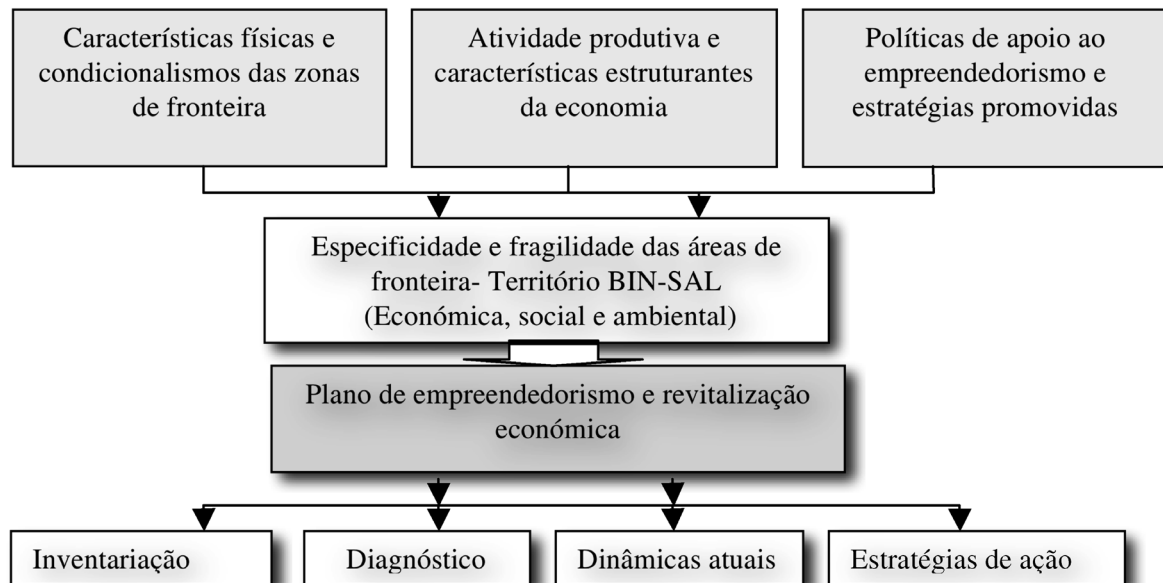 Características físicas e
condicionalismos das zonas
de fronteira
Atividade produtiva e
características estruturantes
da economia
Políticas de apoio ao
empreendedorismo e
estratégias promovidas
Especificidade e fragilidade das áreas de
fronteira- Território BIN-SAL
(Económica, social e ambiental)
Plano de empreendedorismo e revitalização
económica
Inventariação
Diagnóstico
Dinâmicas atuais
Estratégias de ação